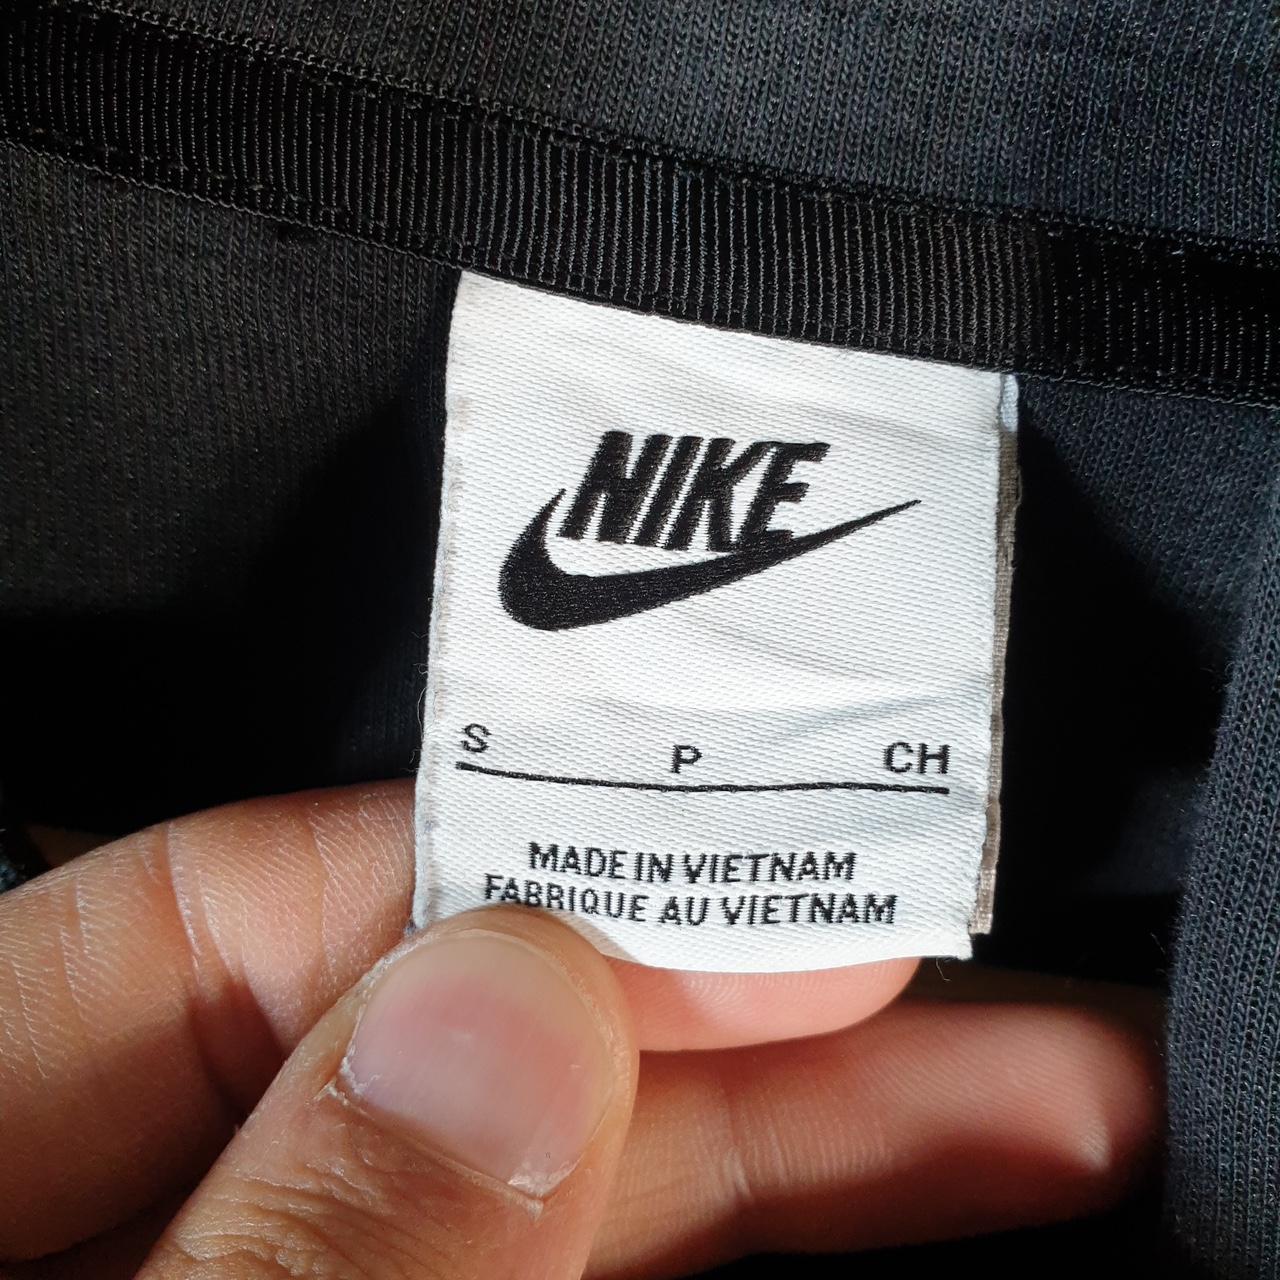 NIKE
S P CH
MADE IN VIETNAM
FABRIQUE AU VIETNAM